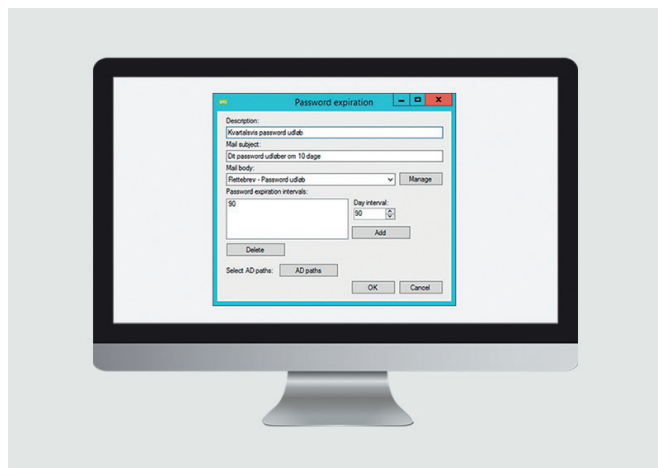 Password expiration
Description:
Kvartalsvis password udløb
Mail subject:
Dit password udløber om 10 dage
Mail body:
Flettebrev - Password udløb
Manage
Password expiration intervals:
90
Day interval:
90
Add
Delete
Select AD paths:
AD paths
OK
Cancel